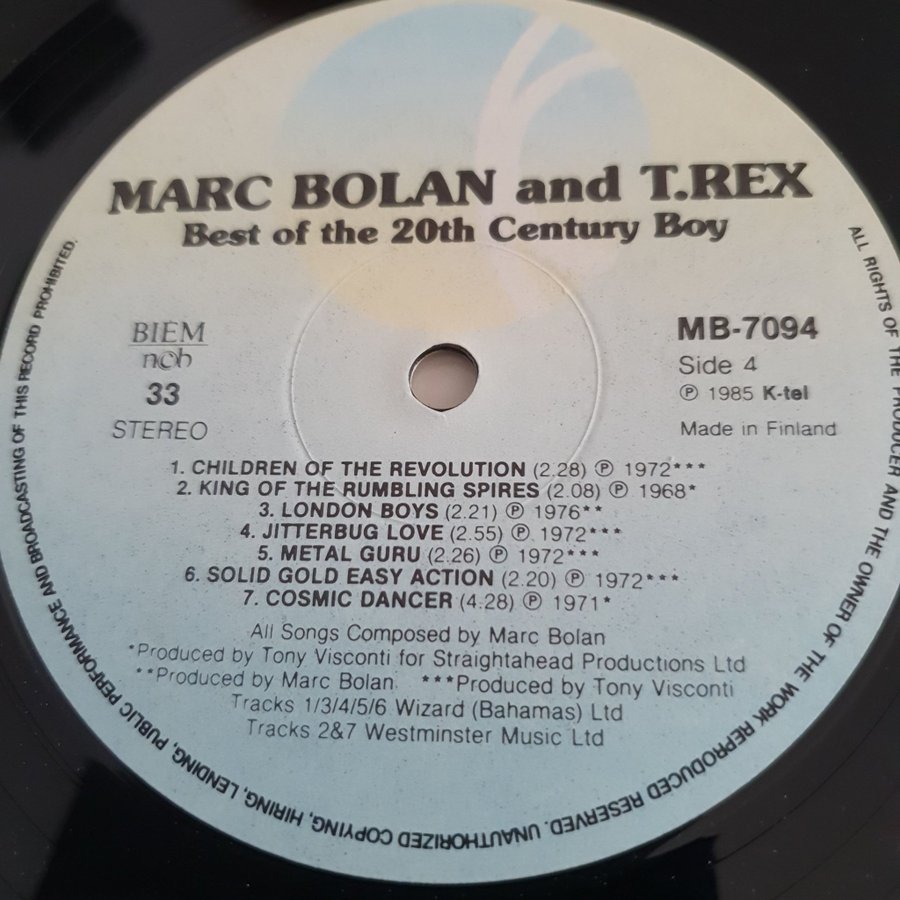 MARC BOLAN and T.REX
Best of the 20th Century Boy
BIEM
ncb
33
STEREO
MB-7094
Side 4
℗ 1985 K-tel
Made in Finland
1. CHILDREN OF THE REVOLUTION (2.28) ℗ 1972***
2. KING OF THE RUMBLING SPIRES (2.08) ℗ 1968*
3. LONDON BOYS (2.21) ℗ 1976**
4. JITTERBUG LOVE (2.55) ℗ 1972***
5. METAL GURU (2.26) ℗ 1972***
6. SOLID GOLD EASY ACTION (2.20) ℗ 1972***
7. COSMIC DANCER (4.28) ℗ 1971*
All Songs Composed by Marc Bolan
*Produced by Tony Visconti for Straightahead Productions Ltd
**Produced by Marc Bolan. ***Produced by Tony Visconti
Tracks 1/3/4/5/6 Wizard (Bahamas) Ltd
Tracks 2&7 Westminster Music Ltd
ALL RIGHTS OF THE PRODUCER AND THE OWNER OF THE WORK REPRODUCED RESERVED. UNAUTHORIZED COPYING, HIRING, LENDING, PUBLIC PERFORMANCE AND BROADCASTING OF THIS RECORD PROHIBITED.